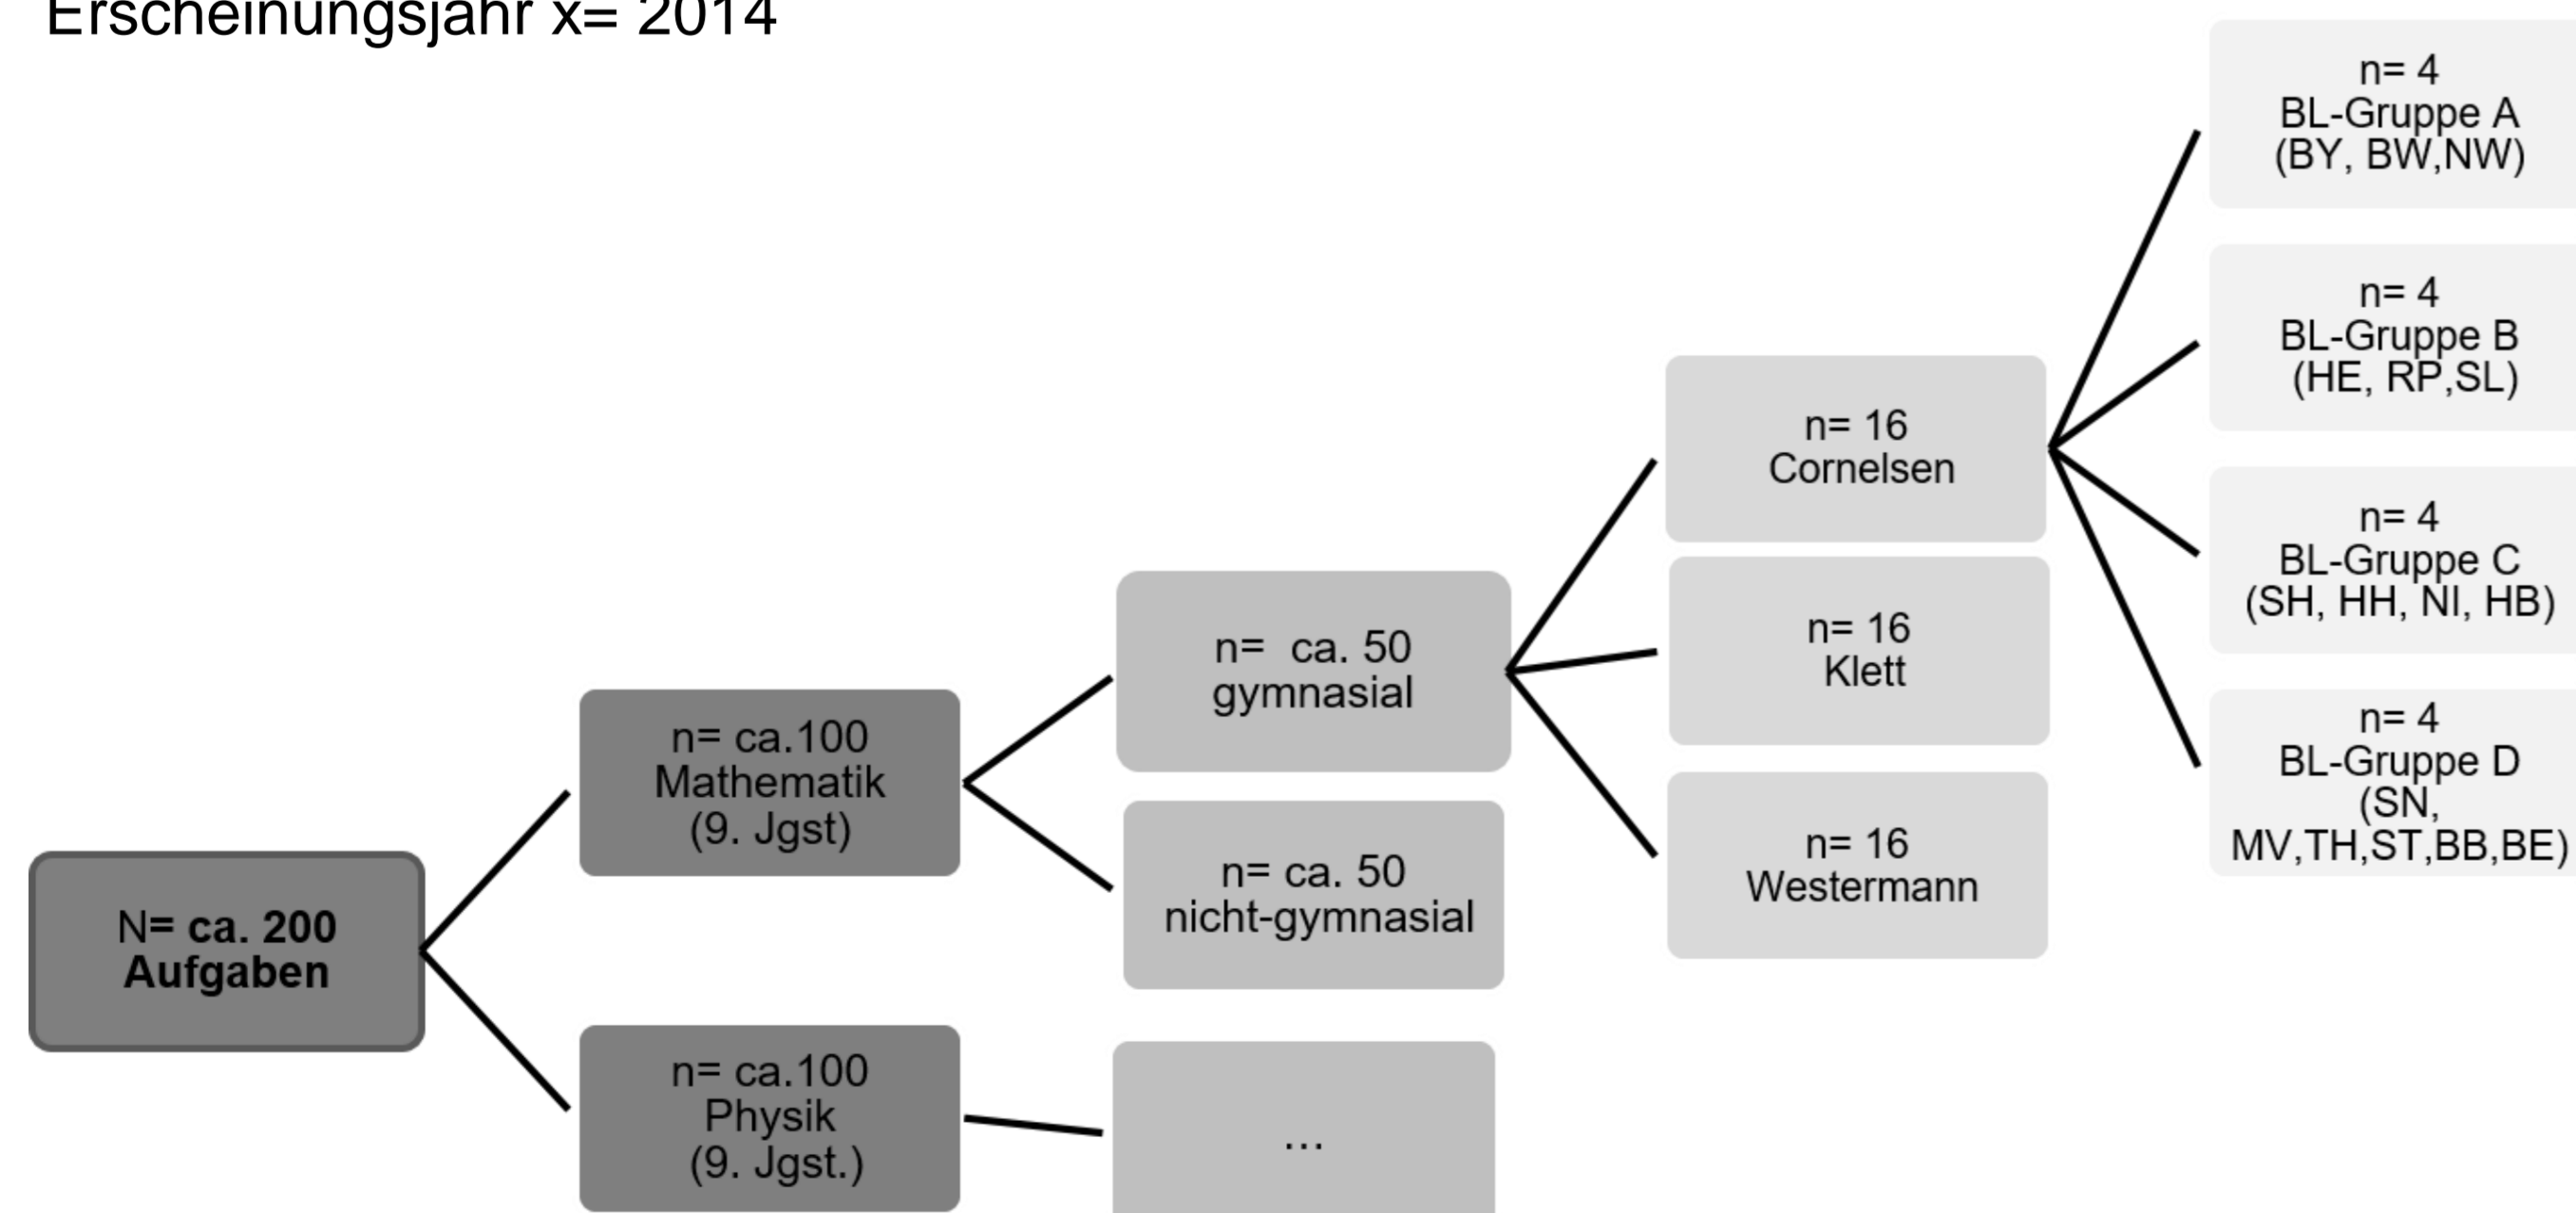 Erscheinungsjahr x= 2014
N= ca. 200
Aufgaben
n= ca.100
Mathematik
(9. Jgst)
n= ca.100
Physik
(9. Jgst.)
n=  ca. 50
gymnasial
n= ca. 50
nicht-gymnasial
...
n= 16
Cornelsen
n= 16
Klett
n= 16
Westermann
n= 4
BL-Gruppe A
(BY, BW,NW)
n= 4
BL-Gruppe B
(HE, RP,SL)
n= 4
BL-Gruppe C
(SH, HH, NI, HB)
n= 4
BL-Gruppe D
(SN,
MV,TH,ST,BB,BE)